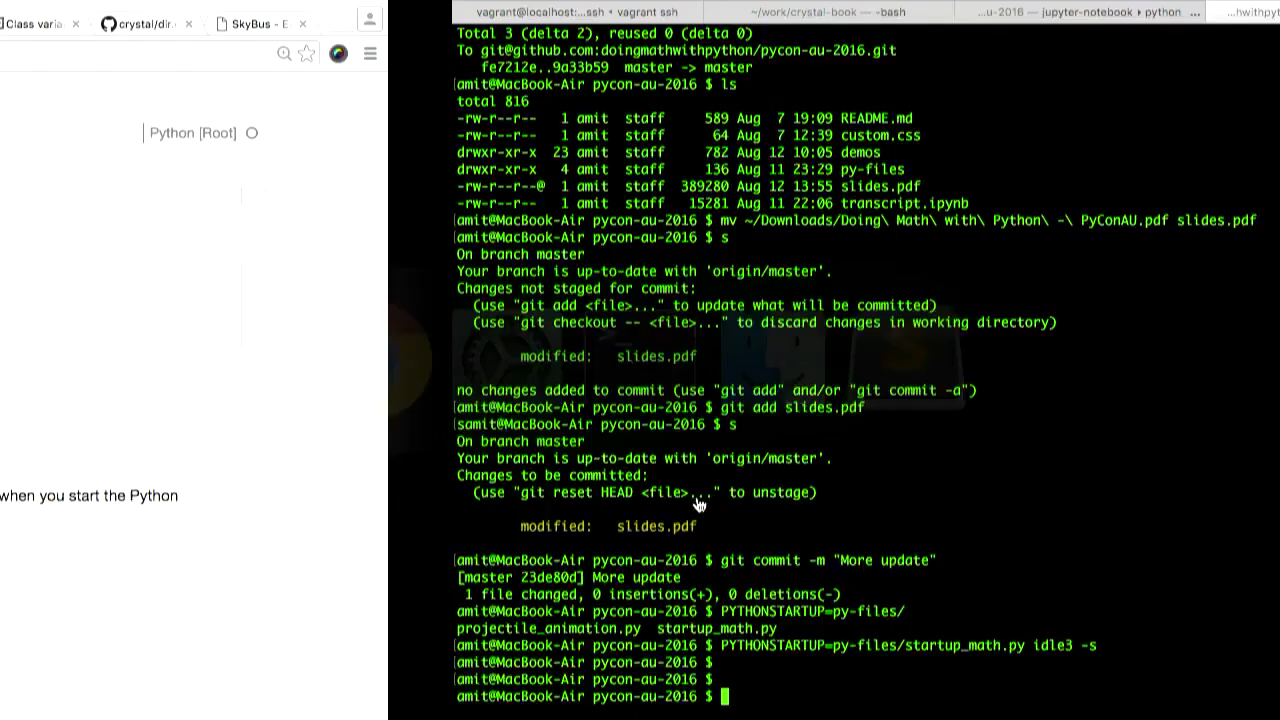 Class varia
crystal/dir
SkyBus - E
Python [Root]
when you start the Python
vagrant@localhost:...ssh • vagrant ssh
~/work/crystal-book — -bash
...u-2016 — jupyter-notebook ▸ python ...
...hwithpyt
Total 3 (delta 2), reused 0 (delta 0)
To git@github.com:doingmathwithpython/pycon-au-2016.git
fe7212e..9a33b59  master -> master
[amit@MacBook-Air pycon-au-2016 $ ls
total 816
-rw-r--r--   1 amit  staff     589 Aug  7 19:09 README.md
-rw-r--r--   1 amit  staff      64 Aug  7 12:39 custom.css
drwxr-xr-x  23 amit  staff     782 Aug 12 10:05 demos
drwxr-xr-x   4 amit  staff     136 Aug 11 23:29 py-files
-rw-r--r--@  1 amit  staff  389280 Aug 12 13:55 slides.pdf
-rw-r--r--   1 amit  staff   15281 Aug 11 22:06 transcript.ipynb
[amit@MacBook-Air pycon-au-2016 $ mv ~/Downloads/Doing\ Math\ with\ Python\ -\ PyConAU.pdf slides.pdf
[amit@MacBook-Air pycon-au-2016 $ s
On branch master
Your branch is up-to-date with 'origin/master'.
Changes not staged for commit:
(use "git add <file>..." to update what will be committed)
(use "git checkout -- <file>..." to discard changes in working directory)
modified:   slides.pdf
no changes added to commit (use "git add" and/or "git commit -a")
[amit@MacBook-Air pycon-au-2016 $ git add slides.pdf
samit@MacBook-Air pycon-au-2016 $ s
On branch master
Your branch is up-to-date with 'origin/master'.
Changes to be committed:
(use "git reset HEAD <file>..." to unstage)
modified:   slides.pdf
[amit@MacBook-Air pycon-au-2016 $ git commit -m "More update"
[master 23de80d] More update
1 file changed, 0 insertions(+), 0 deletions(-)
amit@MacBook-Air pycon-au-2016 $ PYTHONSTARTUP=py-files/
projectile_animation.py  startup_math.py
[amit@MacBook-Air pycon-au-2016 $ PYTHONSTARTUP=py-files/startup_math.py idle3 -s
[amit@MacBook-Air pycon-au-2016 $
[amit@MacBook-Air pycon-au-2016 $
amit@MacBook-Air pycon-au-2016 $